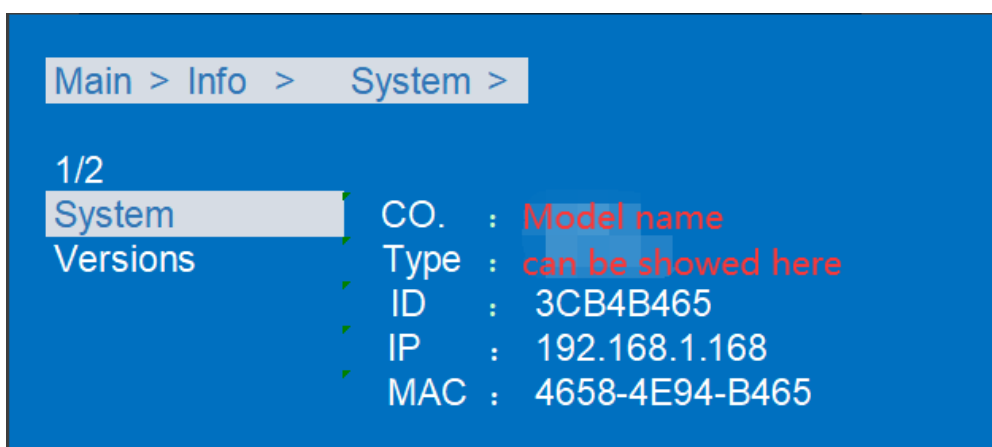 Main > Info > System >
1/2
System
Versions
CO. : Model name
Type : can be showed here
ID : 3CB4B465
IP : 192.168.1.168
MAC : 4658-4E94-B465